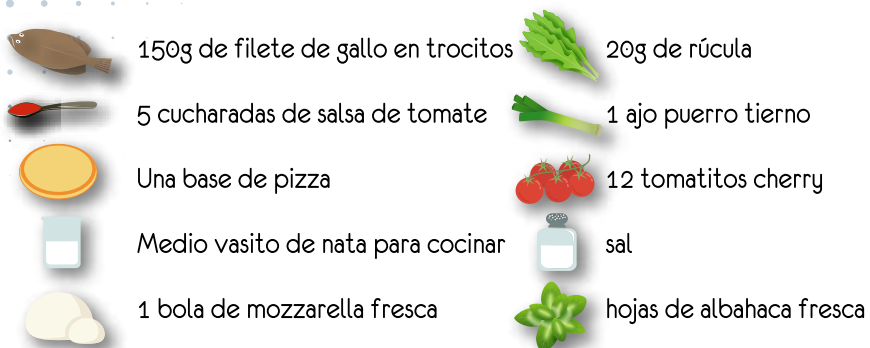 150g de filete de gallo en trocitos
5 cucharadas de salsa de tomate
Una base de pizza
Medio vasito de nata para cocinar
1 bola de mozzarella fresca
20g de rúcula
1 ajo puerro tierno
12 tomatitos cherry
sal
hojas de albahaca fresca